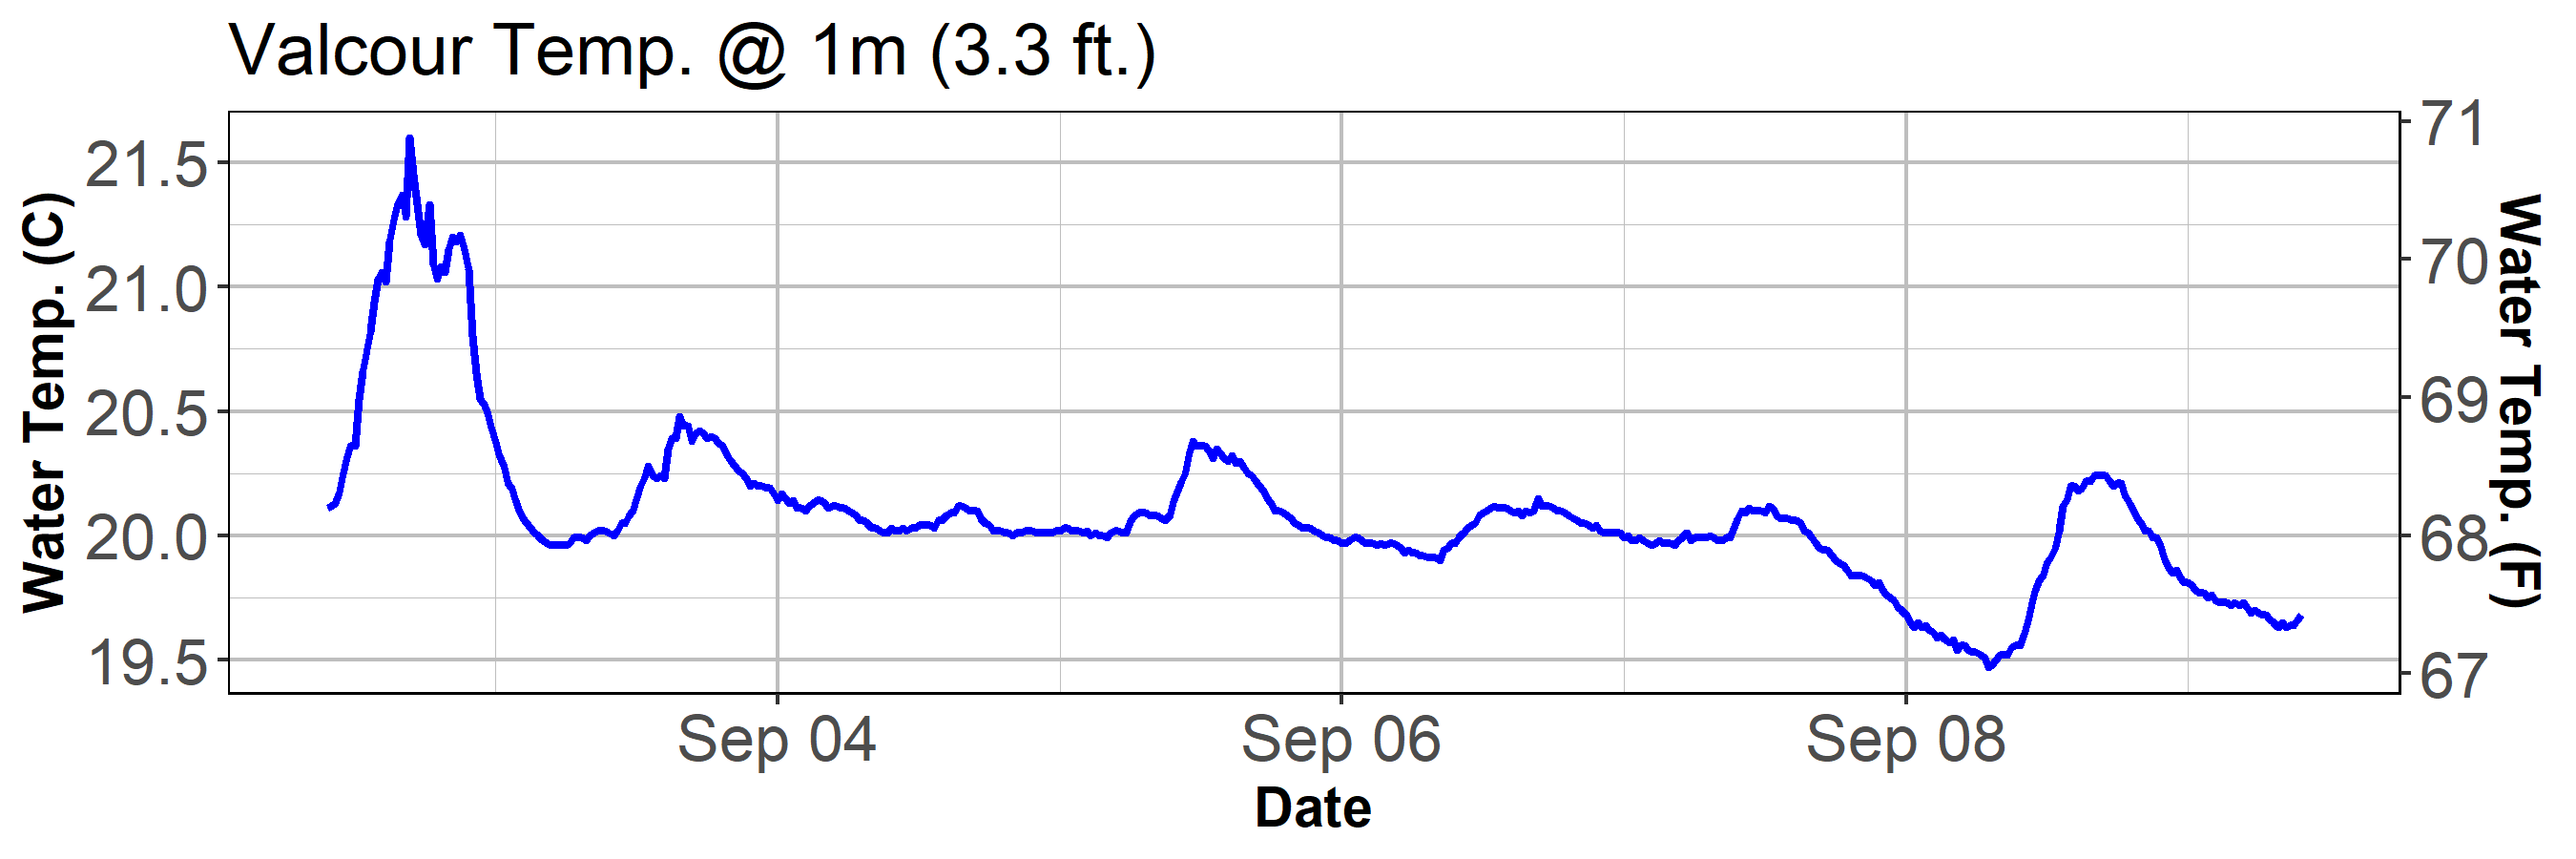 Valcour Temp. @ 1m (3.3 ft.)
Water Temp. (C)
21.5
21.0
20.5
20.0
19.5
71
70
69
68
67
Water Temp. (F)
Sep 04 Sep 06 Sep 08
Date